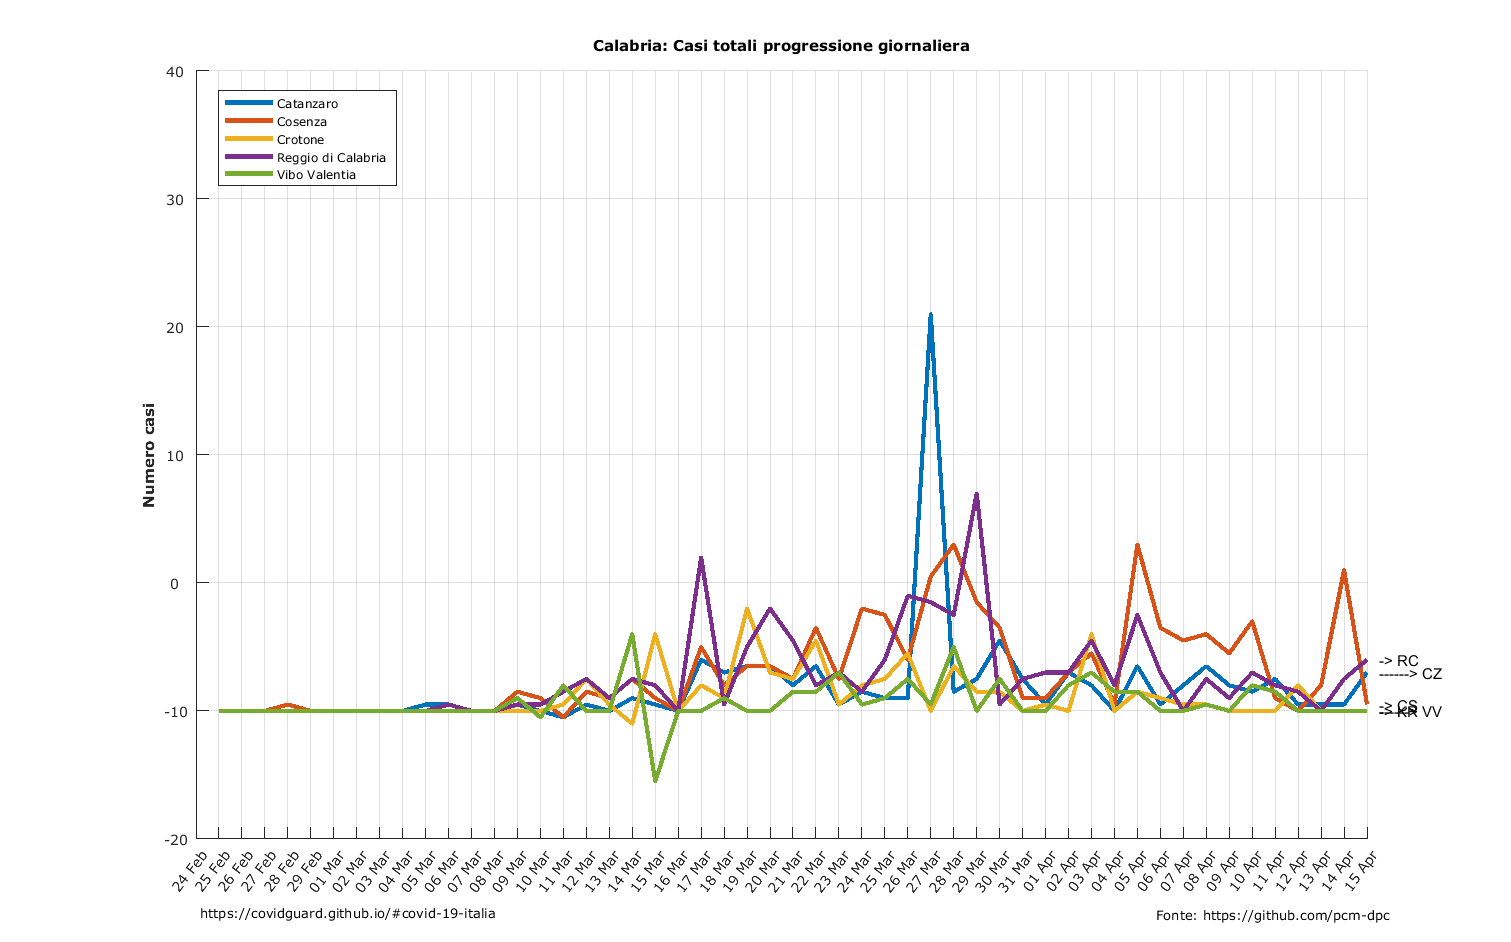 Calabria: Casi totali progressione giornaliera
40
30
20
10
0
-10
-20
Numero casi
Catanzaro
Cosenza
Crotone
Reggio di Calabria
Vibo Valentia
-> RC
------> CZ
-> CS
-> KR
VV
24 Feb
25 Feb
26 Feb
27 Feb
28 Feb
29 Feb
01 Mar
02 Mar
03 Mar
04 Mar
05 Mar
06 Mar
07 Mar
08 Mar
09 Mar
10 Mar
11 Mar
12 Mar
13 Mar
14 Mar
15 Mar
16 Mar
17 Mar
18 Mar
19 Mar
20 Mar
21 Mar
22 Mar
23 Mar
24 Mar
25 Mar
26 Mar
27 Mar
28 Mar
29 Mar
30 Mar
31 Mar
01 Apr
02 Apr
03 Apr
04 Apr
05 Apr
06 Apr
07 Apr
08 Apr
09 Apr
10 Apr
11 Apr
12 Apr
13 Apr
14 Apr
15 Apr
https://covidguard.github.io/#covid-19-italia
Fonte: https://github.com/pcm-dpc